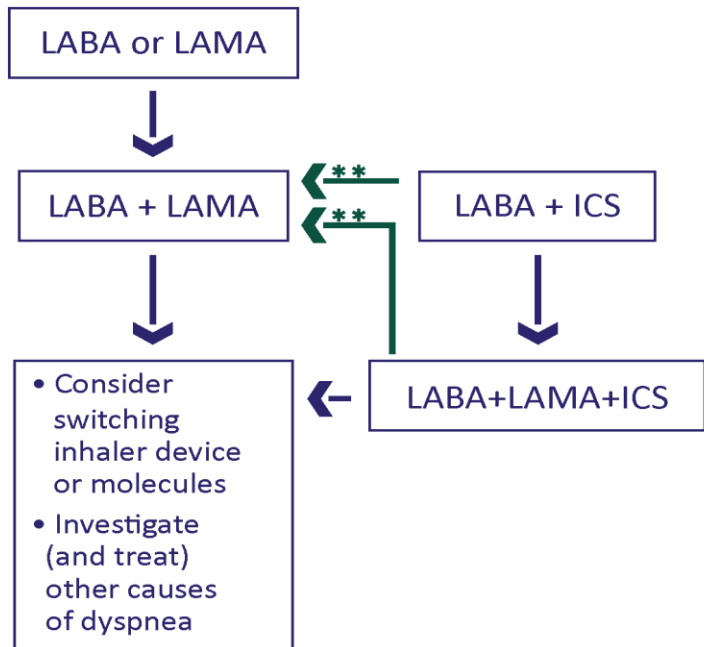 LABA or LAMA
**
LABA + LAMA
LABA + ICS
**
• Consider
switching
inhaler device
or molecules
LABA+LAMA+ICS
• Investigate
(and treat)
other causes
of dyspnea